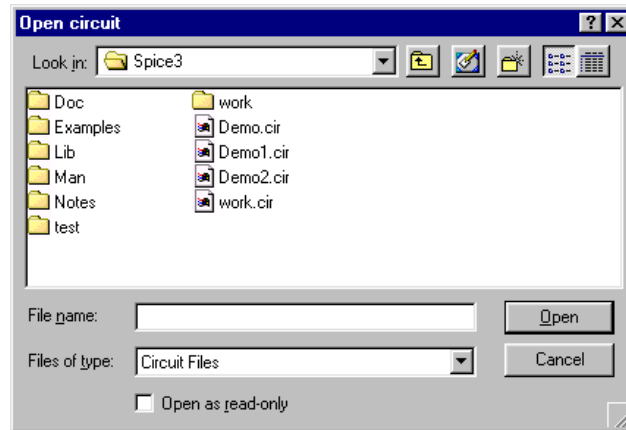 Open circuit
Look in: Spice3
Doc
Examples
Lib
Man
Notes
test
work
Demo.cir
Demo1.cir
Demo2.cir
work.cir
File name: Open
Files of type: Circuit Files Cancel
Open as read-only